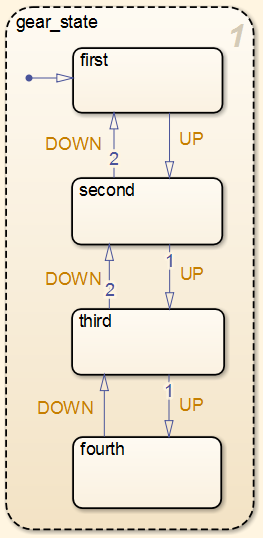 gear_state
1
first
DOWN
2
UP
second
DOWN
2
1
UP
third
DOWN
1
UP
fourth